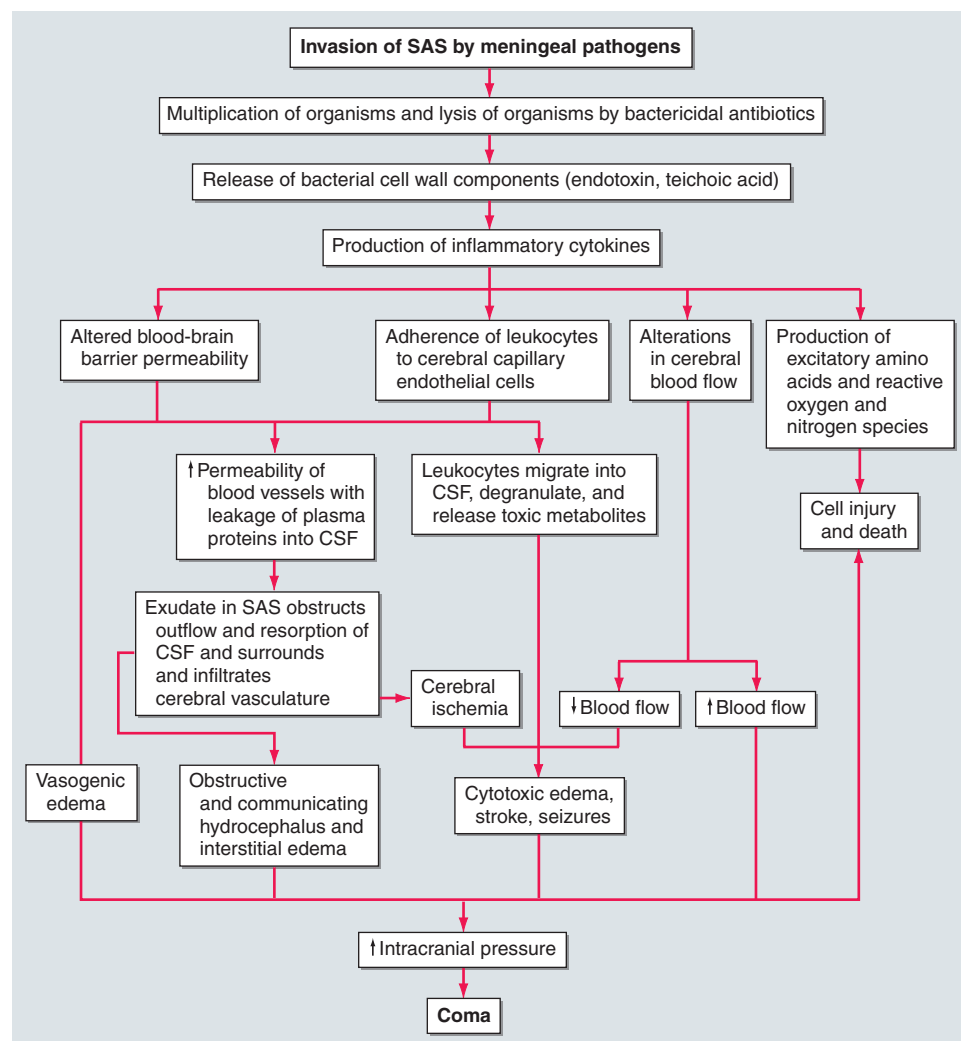 Invasion of SAS by meningeal pathogens
Multiplication of organisms and lysis of organisms by bactericidal antibiotics
Release of bacterial cell wall components (endotoxin, teichoic acid)
Production of inflammatory cytokines
Altered blood-brain
barrier permeability
Adherence of leukocytes
to cerebral capillary
endothelial cells
Alterations
in cerebral
blood flow
Production of
excitatory amino
acids and reactive
oxygen and
nitrogen species
↑Permeability of
blood vessels with
leakage of plasma
proteins into CSF
Leukocytes migrate into
CSF, degranulate, and
release toxic metabolites
Cell injury
and death
Exudate in SAS obstructs
outflow and resorption of
CSF and surrounds
and infiltrates
cerebral vasculature
Cerebral
ischemia
↓Blood flow
↑Blood flow
Vasogenic
edema
Obstructive
and communicating
hydrocephalus and
interstitial edema
Cytotoxic edema,
stroke, seizures
↑Intracranial pressure
Coma